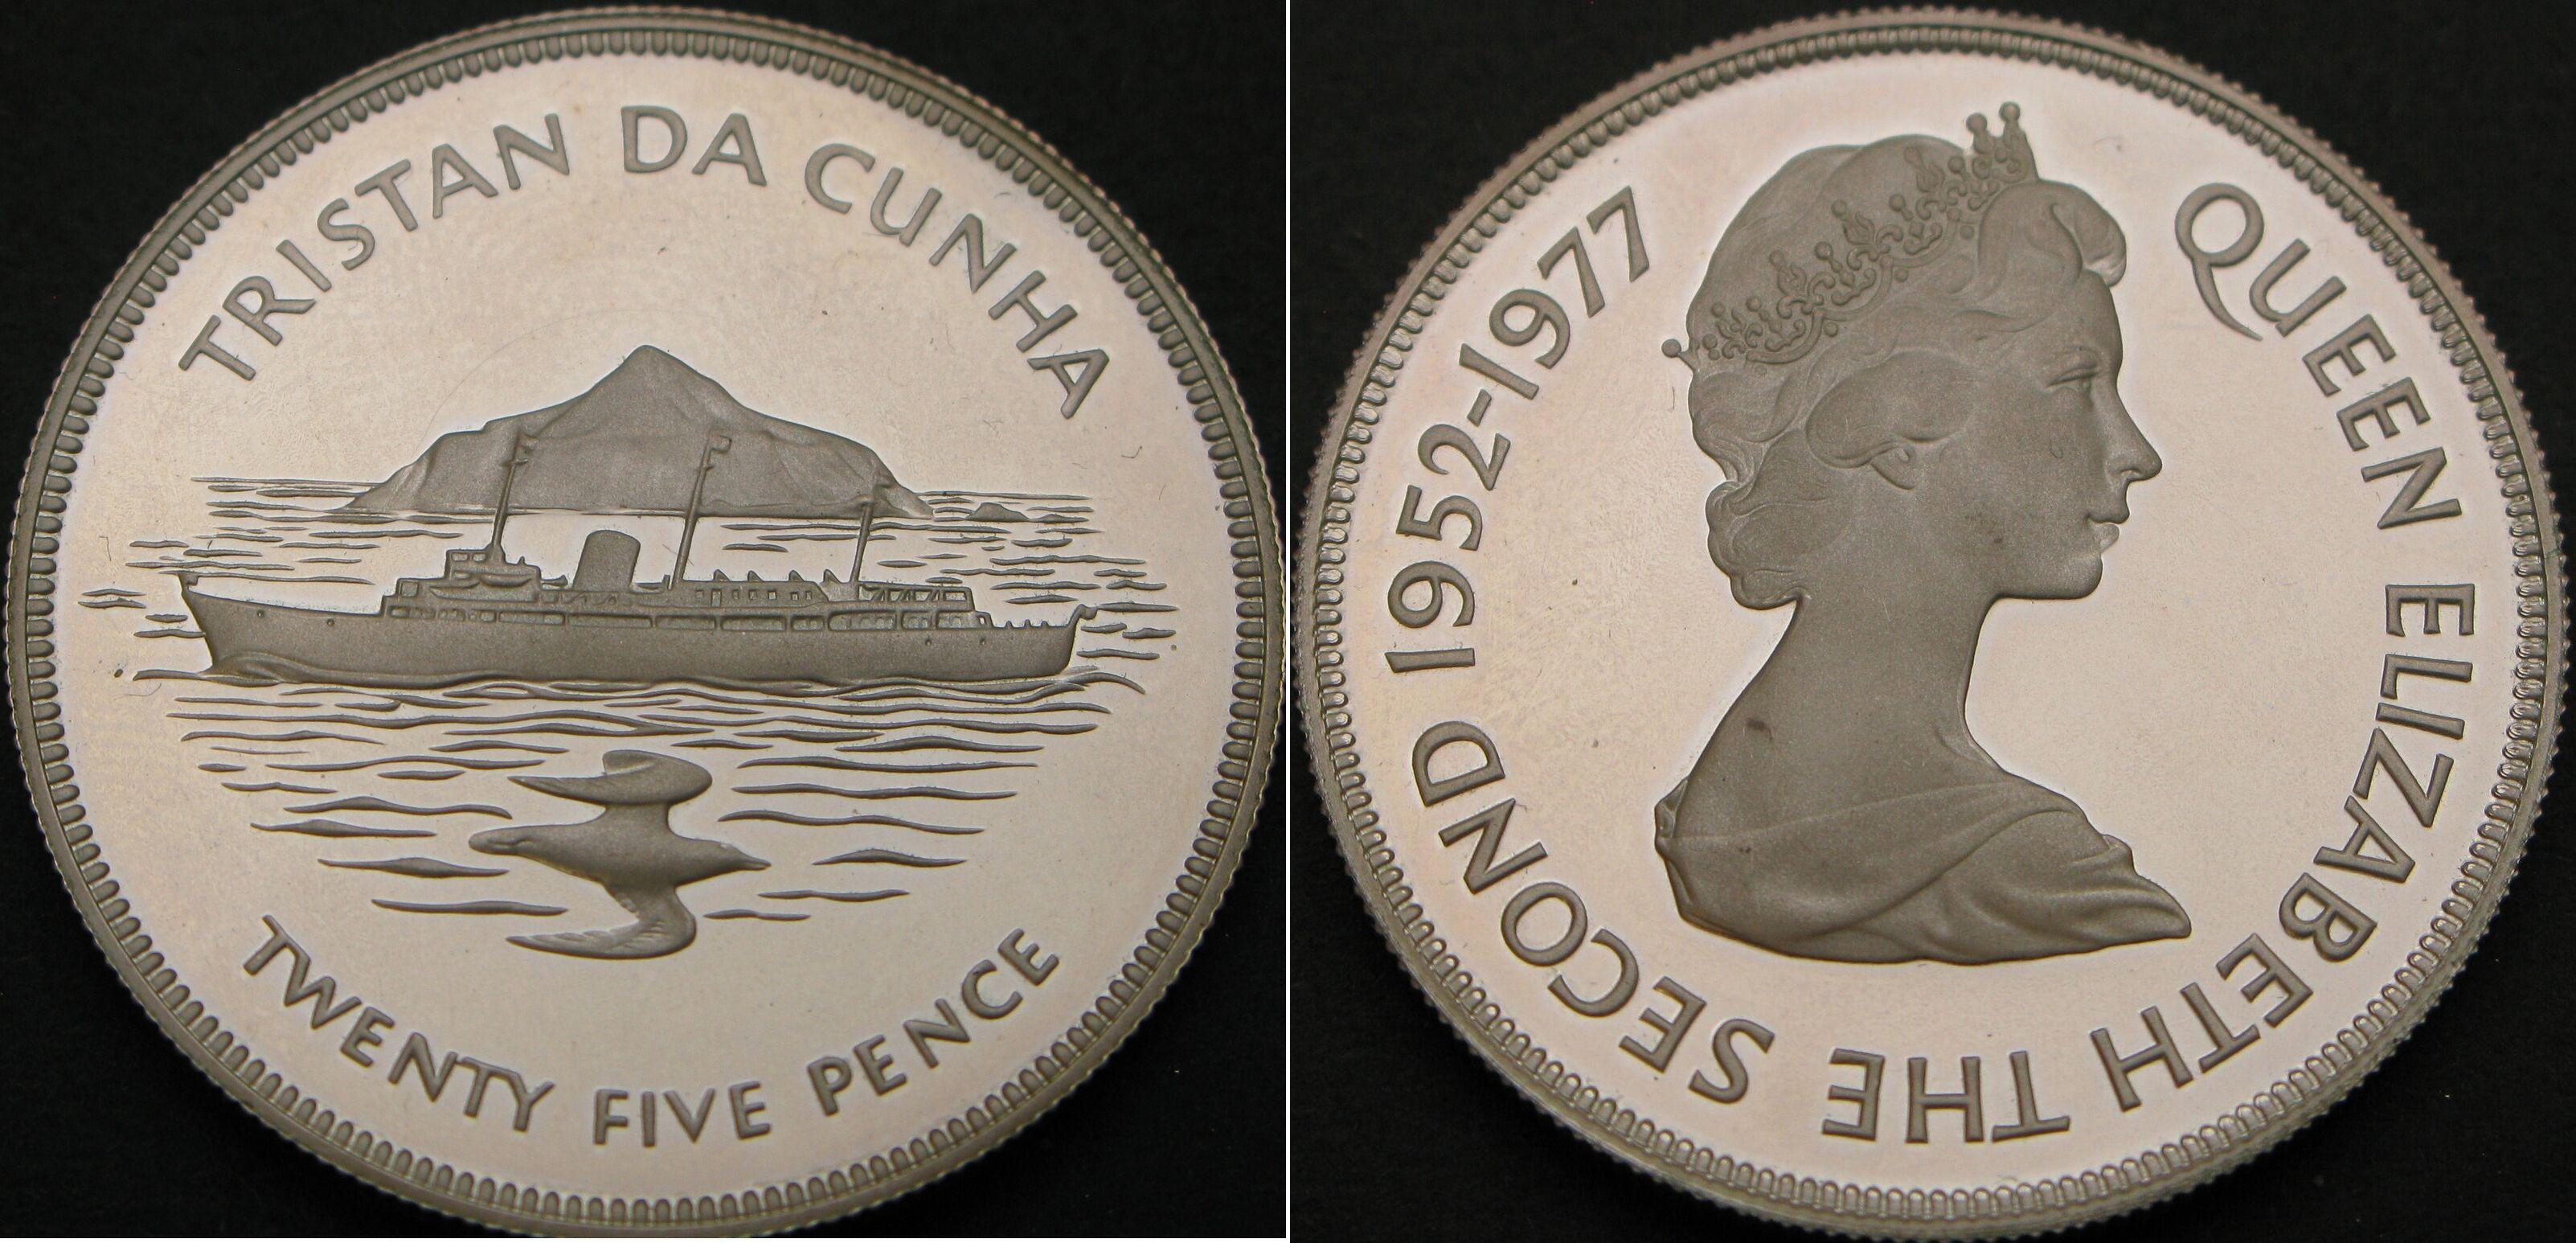 TRISTAN DA CUNHA
TWENTY FIVE PENCE
QUEEN ELIZABETH THE SECOND 1952-1977